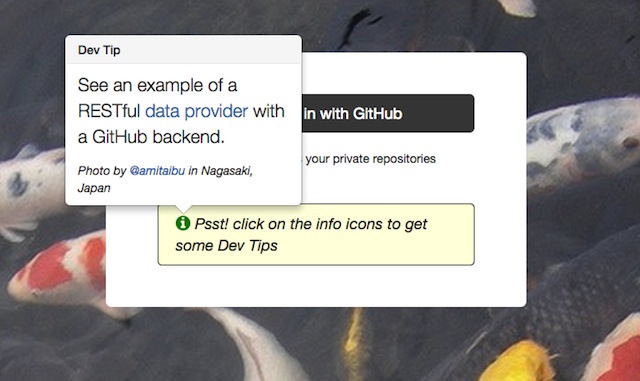 Dev Tip
See an example of a
RESTful data provider with
a GitHub backend.
Photo by @amitaibu in Nagasaki,
Japan
in with GitHub
your private repositories
Psst! click on the info icons to get
some Dev Tips